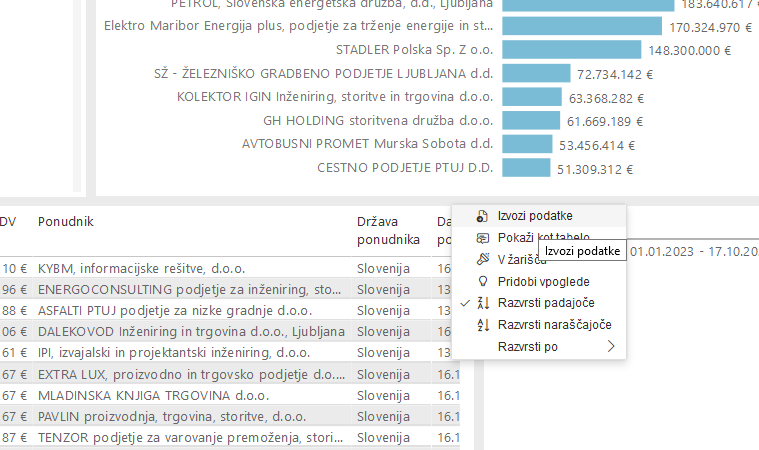 PETROL, Slovenska energetska družba, d.d., Ljubljana 183.640.617
Elektro Maribor Energija plus, podjetje za trženje energije in st... 170.324.970 €
STADLER Polska Sp. Z o.o. 148.300.000 €
SŽ - ŽELEZNIŠKO GRADBENO PODJETJE LJUBLJANA d.d. 72.734.142 €
KOLEKTOR IGIN Inženiring, storitve in trgovina d.o.o. 63.368.282 €
GH HOLDING storitvena družba d.o.o. 61.669.189 €
AVTOBUSNI PROMET Murska Sobota d.d. 53.456.414 €
CESTNO PODJETJE PTUJ D.D. 51.309.312 €
DV Ponudnik Država ponudnika Da po
10 € KYBM, informacijske rešitve, d.o.o. Slovenija 16
96 € ENERGOCONSULTING podjetje za inženiring, sto... Slovenija 13
88 € ASFALTI PTUJ podjetje za nizke gradnje d.o.o. Slovenija 13
06 € DALEKOVOD Inženiring in trgovina d.o.o., Ljubljana Slovenija 16
61 € IPI, izvajalski in projektantski inženiring, d.o.o. Slovenija 13
67 € EXTRA LUX, proizvodno in trgovsko podjetje d.o.... Slovenija 16.1
67 € MLADINSKA KNJIGA TRGOVINA d.o.o. Slovenija 16.1
67 € PAVLIN proizvodnja, trgovina, storitve, d.o.o. Slovenija 16.1
87 € TENZOR podjetje za varovanje premoženja, stori... Slovenija 16.1
Izvozi podatke
Pokaži kot tabelo
Izvozi podatke
V žarišču
Pridobi vpoglede
Razvrsti padajoče
Razvrsti naraščajoče
Razvrsti po
01.01.2023 - 17.10.202